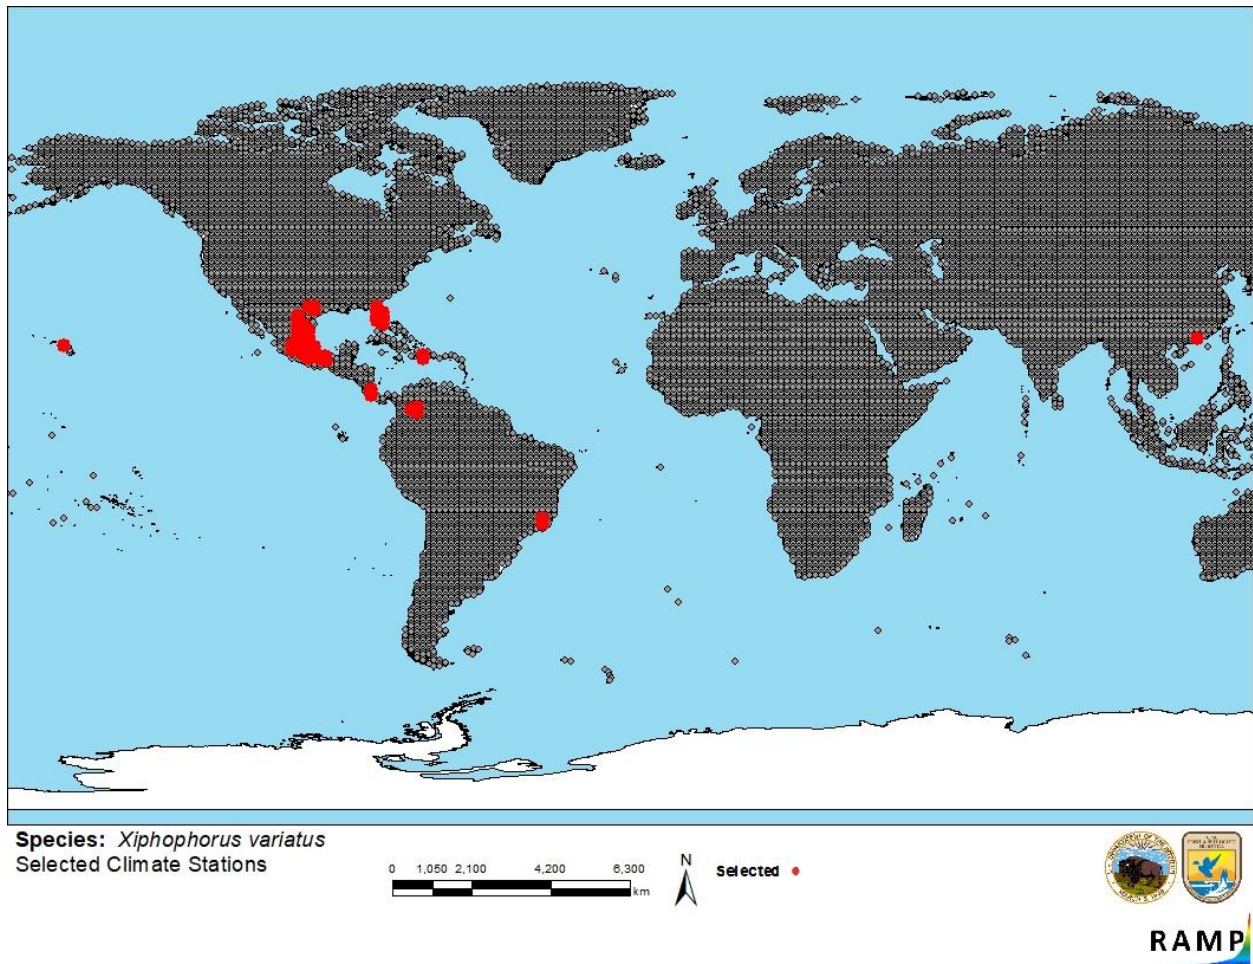 Species: Xiphophorus variatus
Selected Climate Stations
0 1,050 2,100 4,200 6,300
km
N
Selected
RAMP